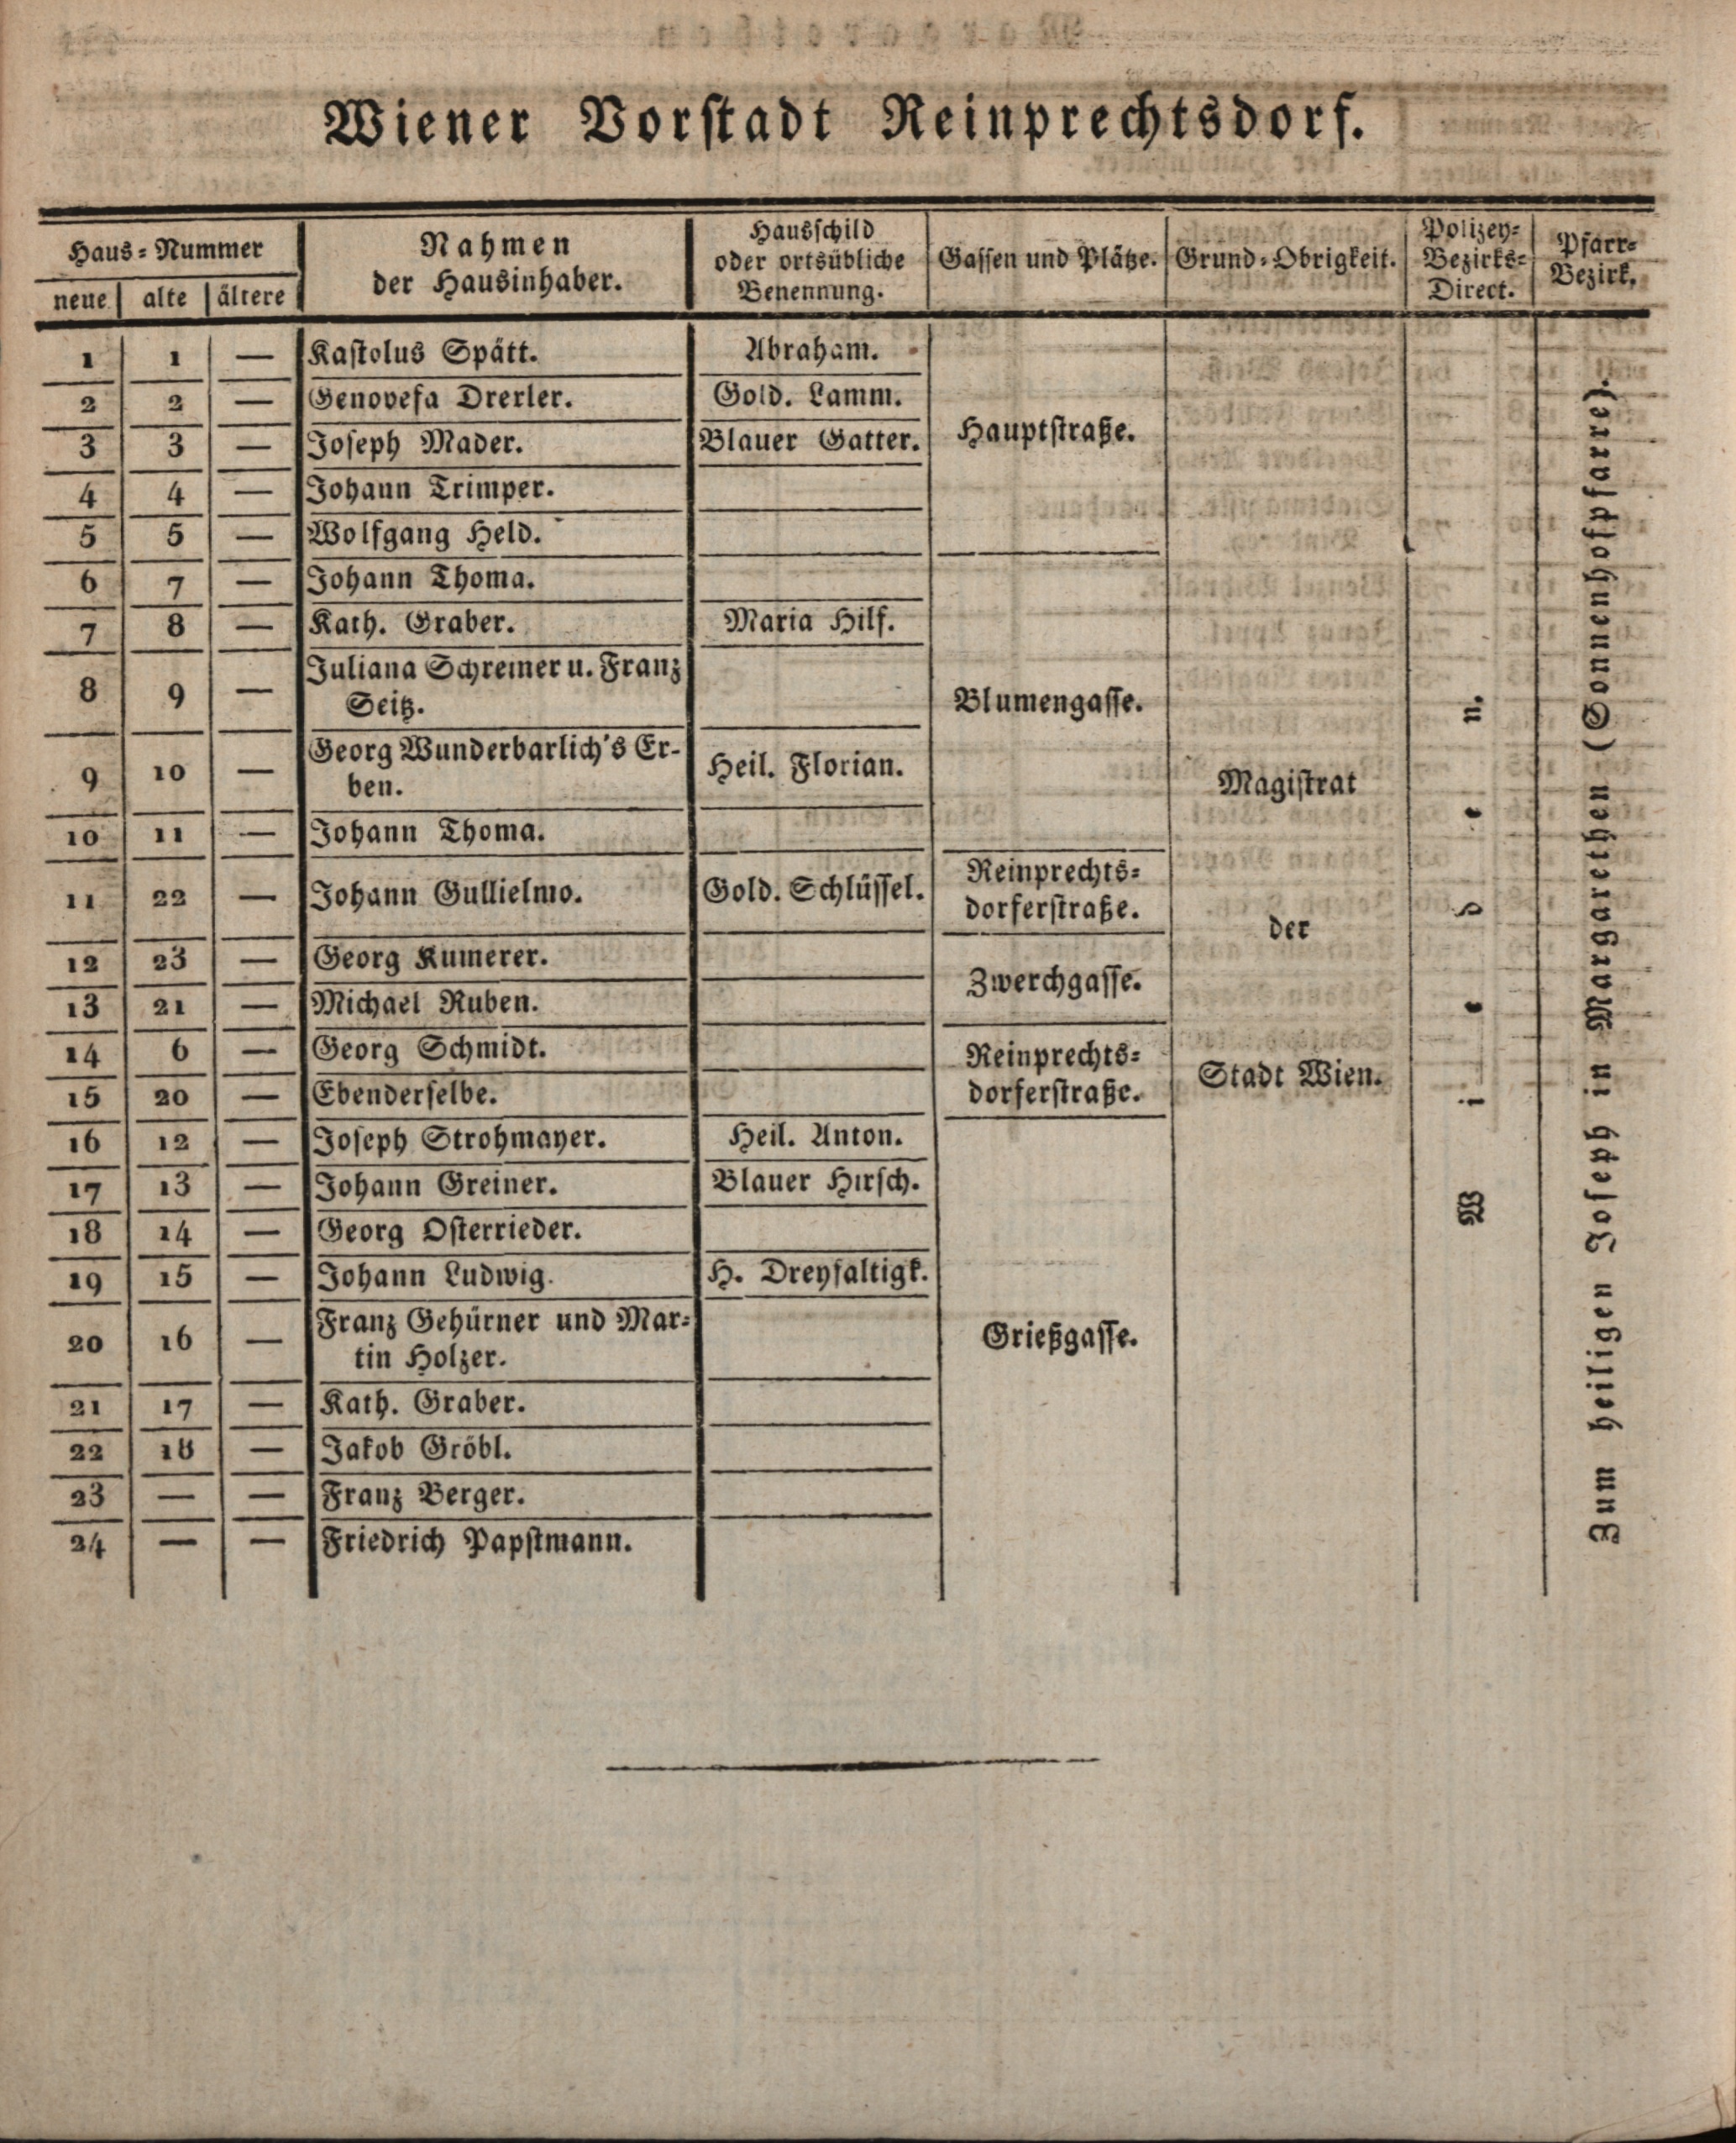 Wiener Vorstadt Reinprechtsdorf.
Haus-Nummer
neue alte ältere
Nahmen
der Hausinhaber.
Hausschild
oder ortsübliche
Benennung.
Gassen und Plätze.
Grund-Obrigkeit.
Polizey-
Bezirks-
Direct.
Pfarr-
Bezirk.
1 1 — Kastolus Spätt. Abraham.
2 2 — Genovefa Drexler. Gold. Lamm.
3 3 — Joseph Mader. Blauer Gatter. Hauptstraße.
4 4 — Johann Trimper.
5 5 — Wolfgang Held.
6 7 — Johann Thoma.
7 8 — Kath. Graber. Maria Hilf.
8 9 — Juliana Schreiner u. Franz
Seitz. Blumengasse.
9 10 — Georg Wunderbarlich's Er-
ben. Heil. Florian.
10 11 — Johann Thoma.
11 22 — Johann Gullielmo. Gold. Schlüssel. Reinprechts-
dorferstraße.
12 23 — Georg Kumerer.
Zwerchgasse.
13 21 — Michael Ruben.
14 6 — Georg Schmidt. Reinprechts-
15 20 — Ebenderselbe. dorferstraße.
16 12 — Joseph Strohmayer. Heil. Anton.
17 13 — Johann Greiner. Blauer Hirsch.
18 14 — Georg Osterrieder.
19 15 — Johann Ludwig. H. Dreyfaltigk.
20 16 — Franz Gehürner und Mar-
tin Holzer. Grießgasse.
21 17 — Kath. Graber.
22 18 — Jakob Gröbl.
23 — — Franz Berger.
24 — — Friedrich Papstmann.
Magistrat
der
Stadt Wien.
Wieden.
Zum heiligen Joseph in Margarethen (Sonnenhofpfarre).